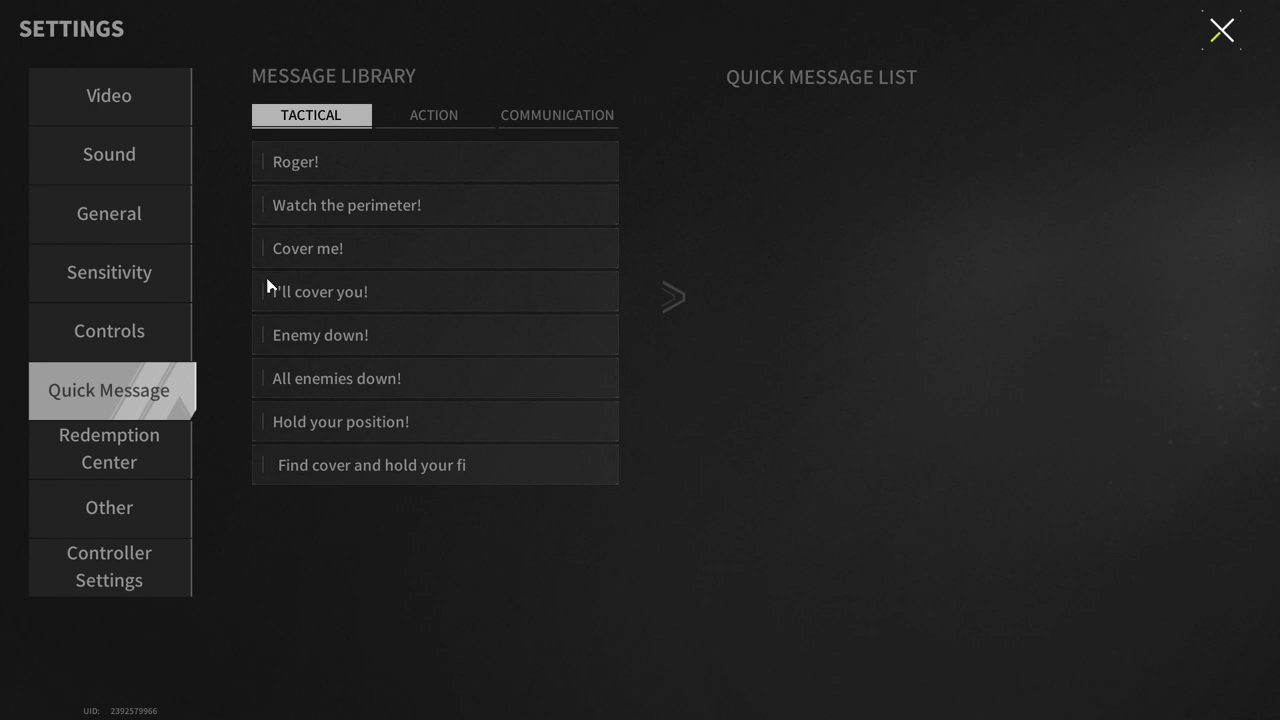 SETTINGS
Video
Sound
General
Sensitivity
Controls
Quick Message
Redemption
Center
Other
Controller
Settings
MESSAGE LIBRARY
TACTICAL
ACTION
COMMUNICATION
Roger!
Watch the perimeter!
Cover me!
I'll cover you!
Enemy down!
All enemies down!
Hold your position!
Find cover and hold your fi
QUICK MESSAGE LIST
UID: 2392579966